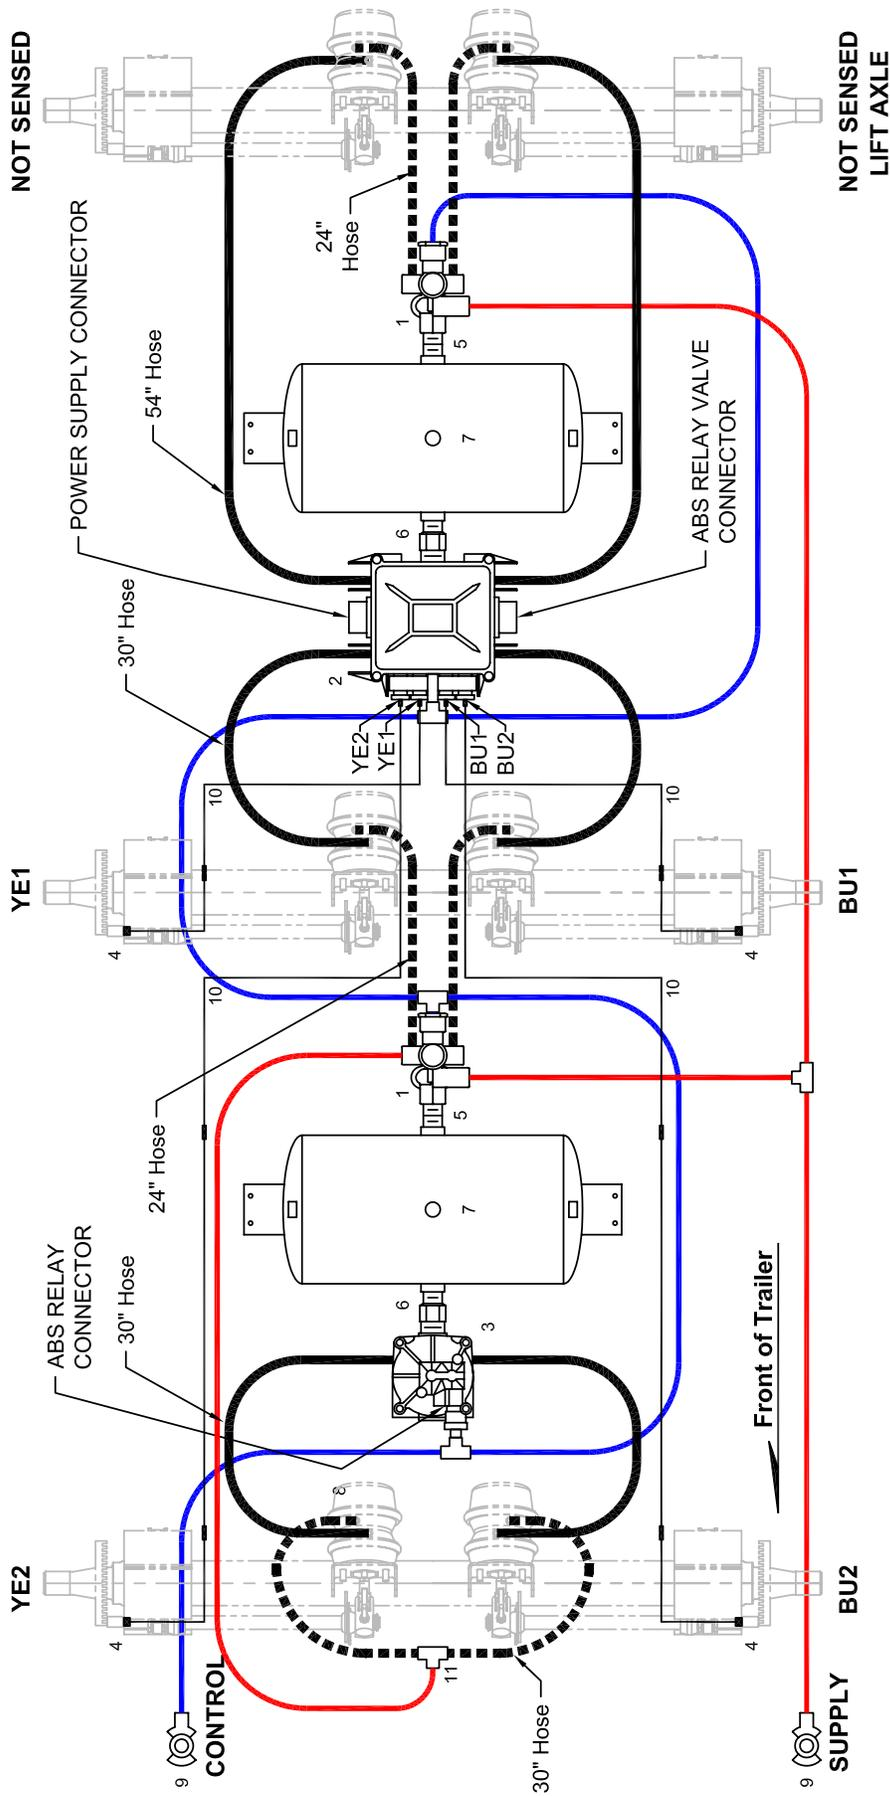 YE2
YE1
NOT SENSED
ABS RELAY
CONNECTOR
30" Hose
30" Hose
POWER SUPPLY CONNECTOR
54" Hose
24" Hose
24"
Hose
4
4
10
10
9
CONTROL
8
6
7
5
1
2
YE2
YE1
BU1
BU2
6
7
5
1
3
11
30" Hose
10
10
ABS RELAY VALVE
CONNECTOR
4
4
Front of Trailer
9
SUPPLY
BU2
BU1
NOT SENSED
LIFT AXLE